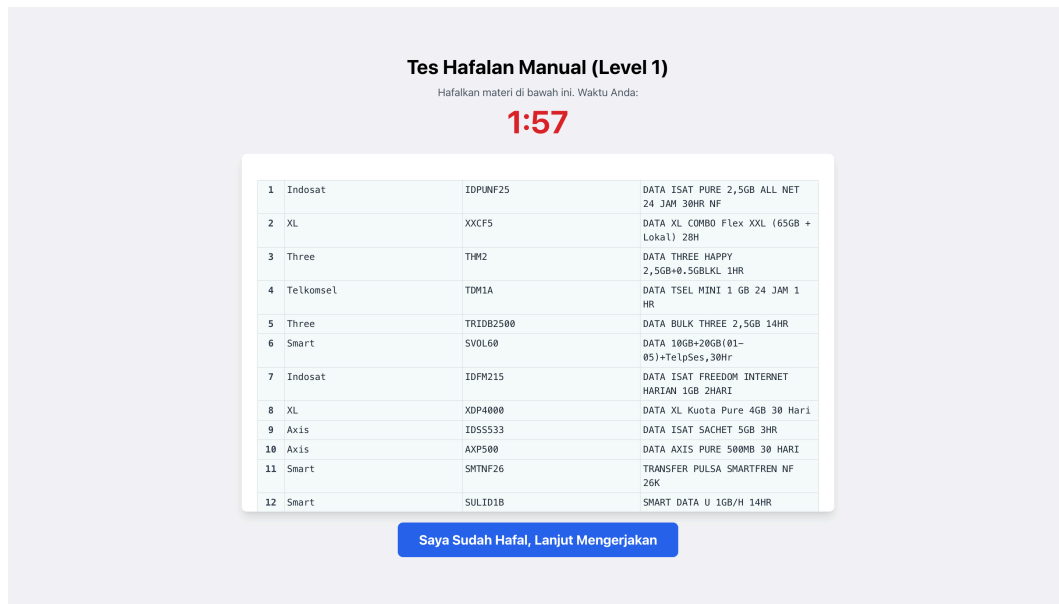 Tes Hafalan Manual (Level 1)
Hafalkan materi di bawah ini. Waktu Anda:
1:57
1 Indosat IDPUNF25 DATA ISAT PURE 2,5GB ALL NET
24 JAM 30HR NF
2 XL XXCF5 DATA XL COMBO Flex XXL (65GB +
Lokal) 28H
3 Three THM2 DATA THREE HAPPY
2,5GB+0.5GBLKL 1HR
4 Telkomsel TDM1A DATA TSEL MINI 1 GB 24 JAM 1
HR
5 Three TRIDB2500 DATA BULK THREE 2,5GB 14HR
6 Smart SVOL60 DATA 10GB+20GB(01–
05)+TelpSes,30Hr
7 Indosat IDFM215 DATA ISAT FREEDOM INTERNET
HARIAN 1GB 2HARI
8 XL XDP4000 DATA XL Kuota Pure 4GB 30 Hari
9 Axis IDSS533 DATA ISAT SACHET 5GB 3HR
10 Axis AXP500 DATA AXIS PURE 500MB 30 HARI
11 Smart SMTNF26 TRANSFER PULSA SMARTFREN NF
26K
12 Smart SULID1B SMART DATA U 1GB/H 14HR
Saya Sudah Hafal, Lanjut Mengerjakan